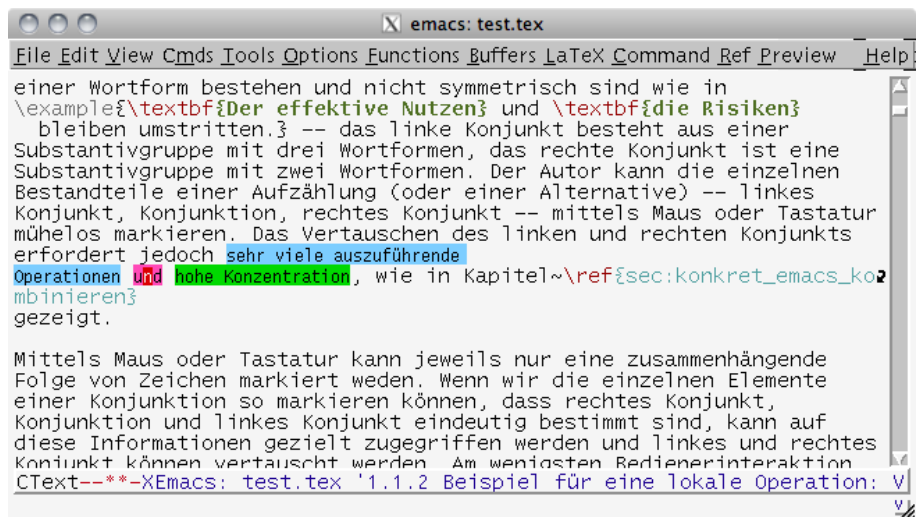 emacs: test.tex
File Edit View Cmds Tools Options Functions Buffers LaTeX Command Ref Preview Help
einer Wortform bestehen und nicht symmetrisch sind wie in
\example{\textbf{Der effektive Nutzen} und \textbf{die Risiken}
bleiben umstritten.} -- das linke Konjunkt besteht aus einer
Substantivgruppe mit drei Wortformen, das rechte Konjunkt ist eine
Substantivgruppe mit zwei Wortformen. Der Autor kann die einzelnen
Bestandteile einer Aufzählung (oder einer Alternative) -- linkes
Konjunkt, Konjunktion, rechtes Konjunkt -- mittels Maus oder Tastatur
mühelos markieren. Das Vertauschen des linken und rechten Konjunkts
erfordert jedoch sehr viele auszuführende
Operationen und hohe Konzentration, wie in Kapitel~\ref{sec:konkret_emacs_ko
mbinieren}
gezeigt.
Mittels Maus oder Tastatur kann jeweils nur eine zusammenhängende
Folge von Zeichen markiert weden. Wenn wir die einzelnen Elemente
einer Konjunktion so markieren können, dass rechtes Konjunkt,
Konjunktion und linkes Konjunkt eindeutig bestimmt sind, kann auf
diese Informationen gezielt zugegriffen werden und linkes und rechtes
Konjunkt können vertauscht werden. Am wenigsten Bedienerinteraktion
CText--**-XEmacs: test.tex '1.1.2 Beispiel für eine lokale Operation: V